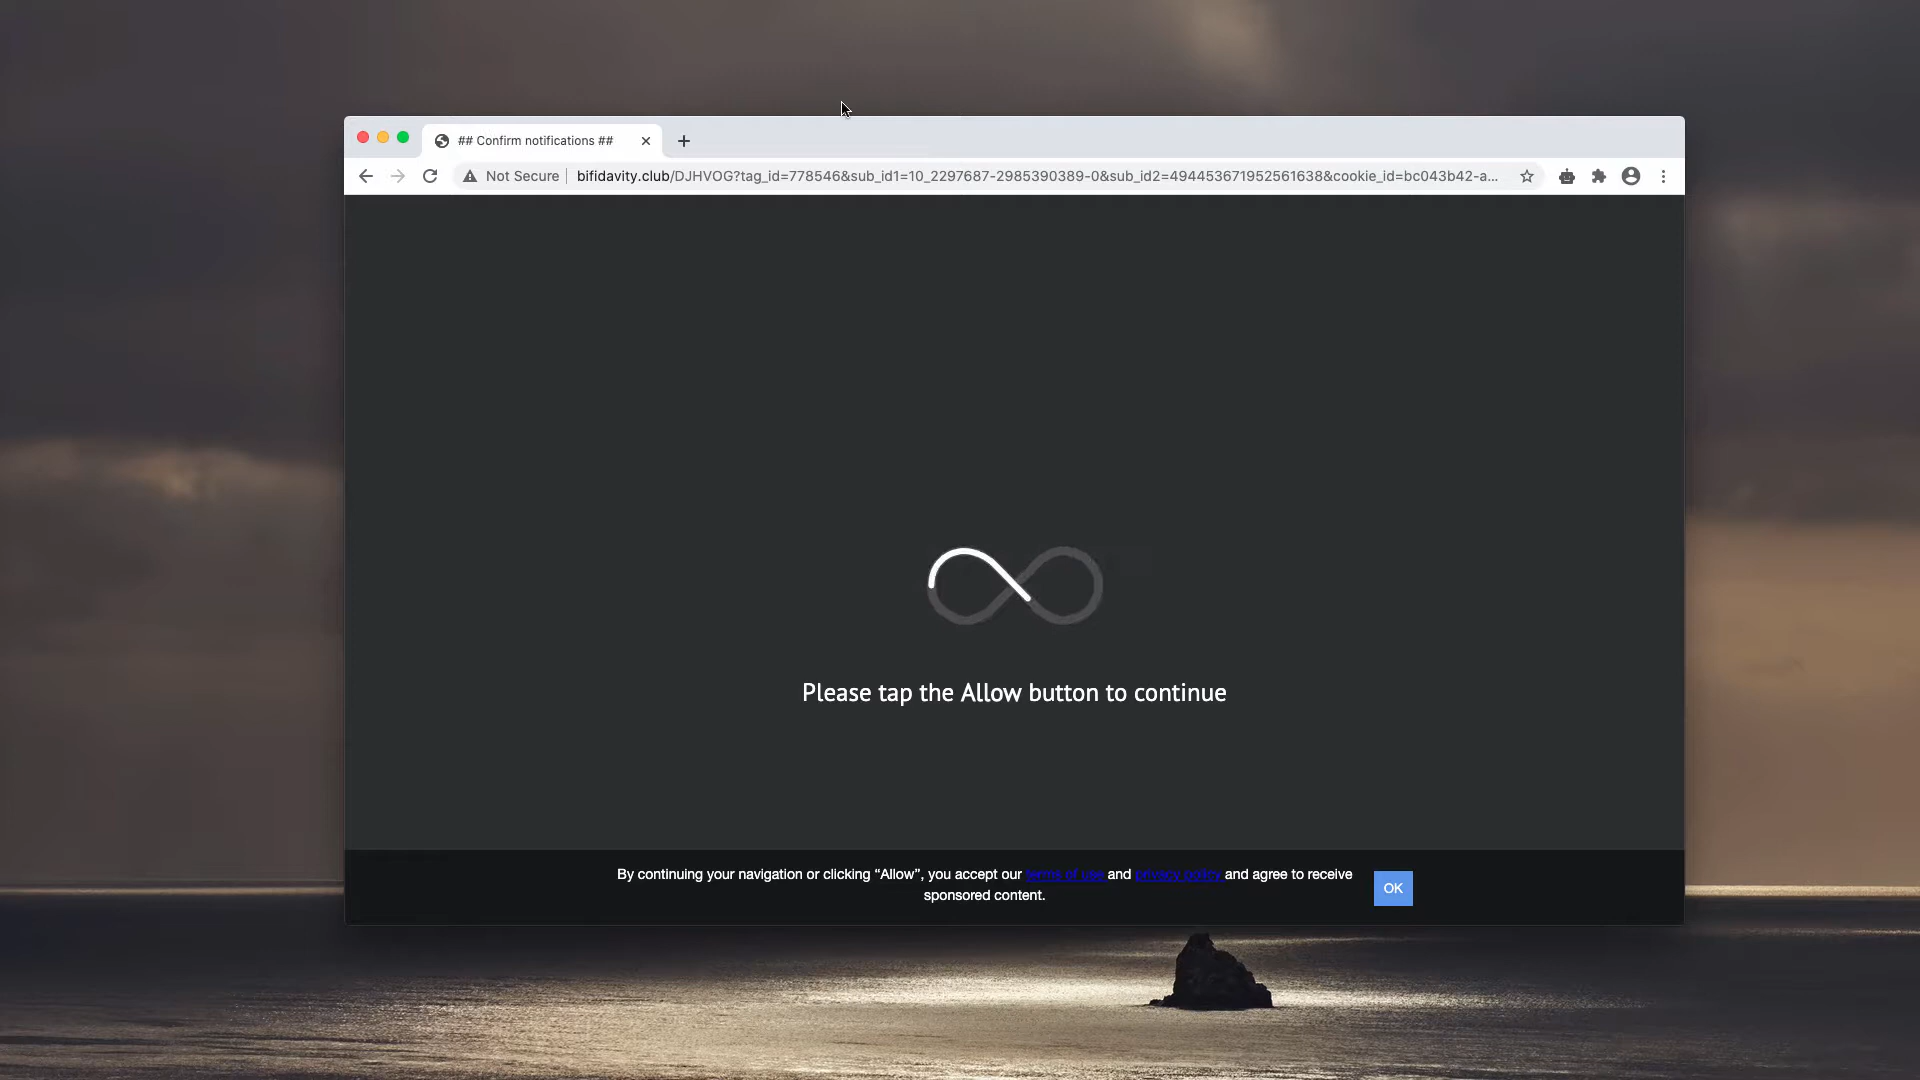 ## Confirm notifications ##
Not Secure
bifidavity.club/DJHVOG?tag_id=778546&sub_id1=10_2297687-2985390389-0&sub_id2=494453671952561638&cookie_id=bc043b42-a...
Please tap the Allow button to continue
By continuing your navigation or clicking “Allow”, you accept our terms of use and privacy policy and agree to receive
sponsored content.
OK